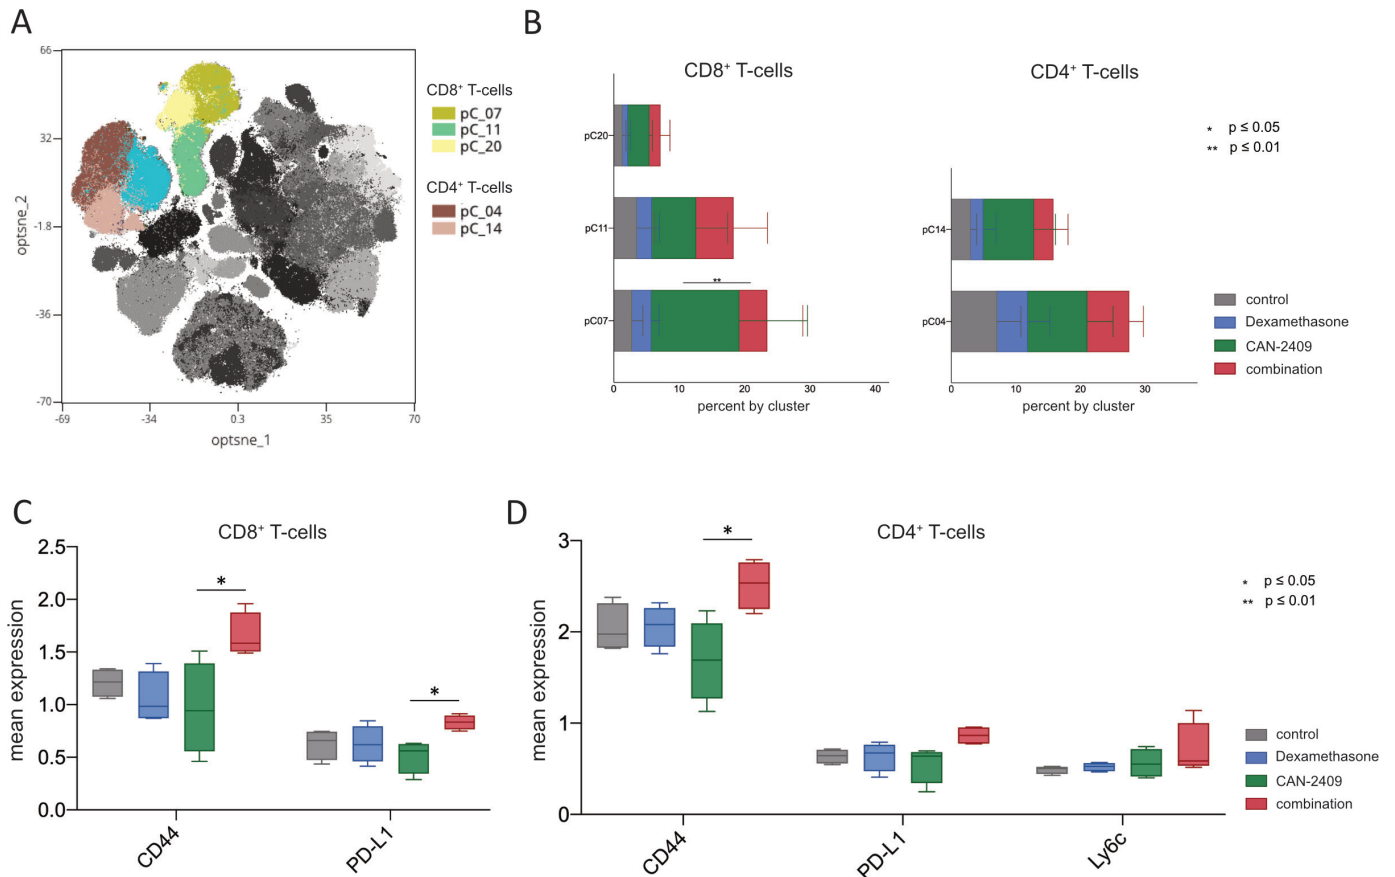 A
66
32
-1.8
-36
-70
-69
-34
0.3
35
70
optsne_2
optsne_1
CD8⁺ T-cells
pC_07
pC_11
pC_20
CD4⁺ T-cells
pC_04
pC_14
B
CD8⁺ T-cells
pC20
pC11
pC07
**
0
10
20
30
40
percent by cluster
CD4⁺ T-cells
pC14
pC04
0
10
20
30
percent by cluster
* p ≤ 0.05
** p ≤ 0.01
control
Dexamethasone
CAN-2409
combination
C
CD8⁺ T-cells
mean expression
2.5
2.0
1.5
1.0
0.5
0.0
*
*
CD44
PD-L1
D
CD4⁺ T-cells
mean expression
3
2
1
0
*
CD44
PD-L1
Ly6c
* p ≤ 0.05
** p ≤ 0.01
control
Dexamethasone
CAN-2409
combination